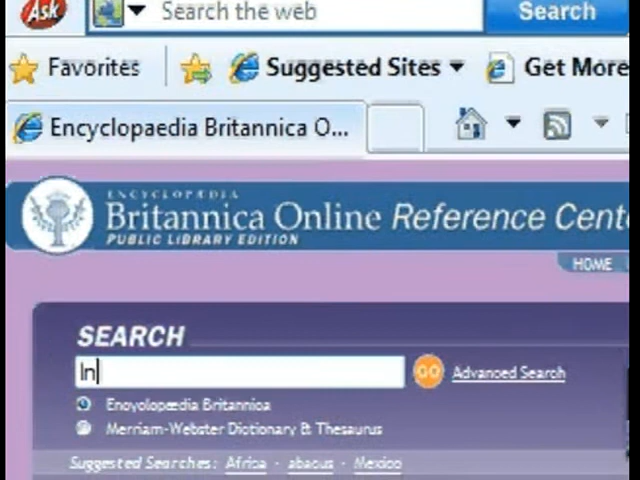 Ask Search the web Search
Favorites Suggested Sites Get More
Encyclopaedia Britannica O...
ENCYCLOPÆDIA
Britannica Online Reference Cent
PUBLIC LIBRARY EDITION
HOME
SEARCH
In GO Advanced Search
Encyclopædia Britannica
Merriam-Webster Dictionary & Thesaurus
Suggested Searches: Africa · abacus · Mexico